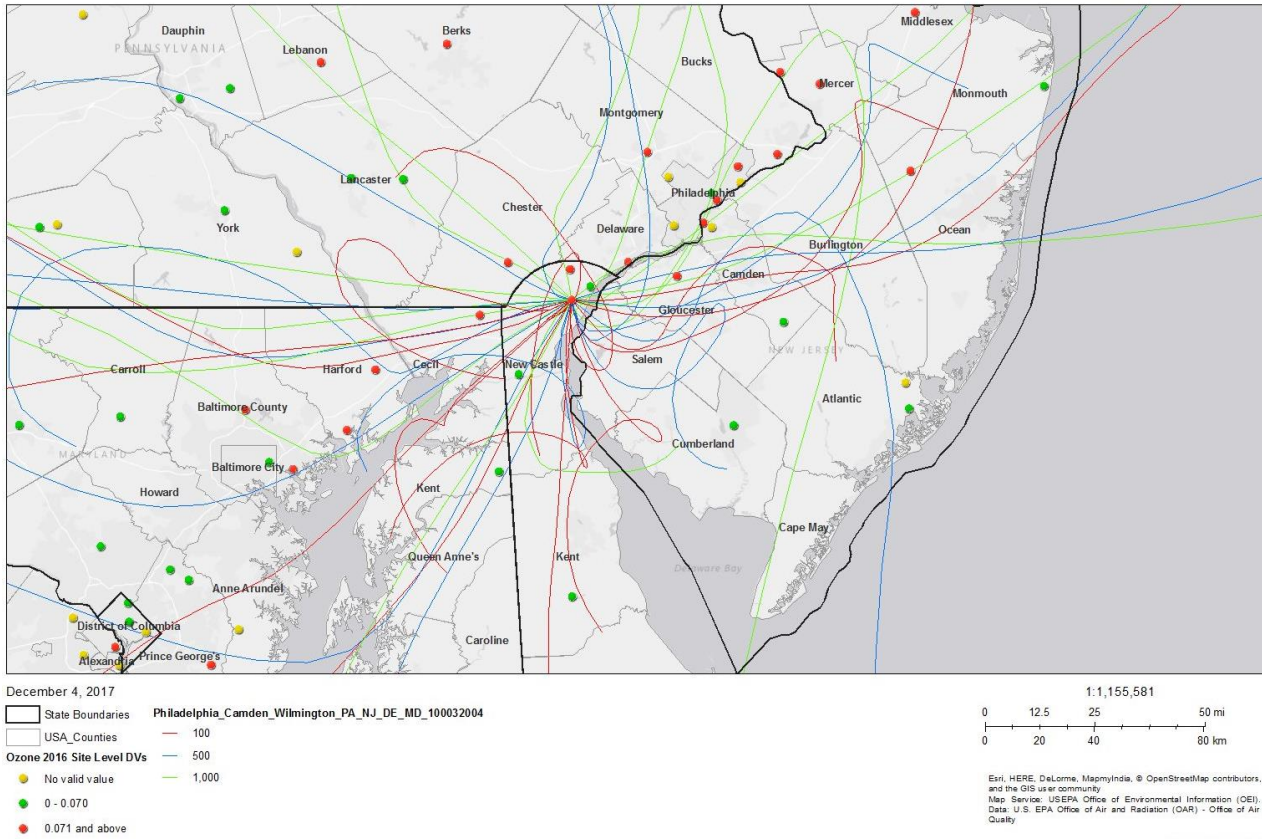 Dauphin
PENNSYLVANIA
Lebanon
Berks
Bucks
Middlesex
Mercer
Monmouth
Montgomery
Lancaster
Philadelphia
Chester
York
Delaware
Ocean
Burlington
Camden
Gloucester
NEW JERSEY
Carroll
Harford
Cecil
New Castle
Salem
Atlantic
Baltimore County
Cumberland
MARYLAND
Baltimore City
Howard
Kent
Cape May
Queen Anne's
Kent
Delaware Bay
Anne Arundel
District of Columbia
Caroline
Alexandria
Prince George's
December 4, 2017
State Boundaries
USA_Counties
Ozone 2016 Site Level DVs
No valid value
0 - 0.070
0.071 and above
Philadelphia_Camden_Wilmington_PA_NJ_DE_MD_100032004
100
500
1,000
1:1,155,581
0 12.5 25 50 mi
0 20 40 80 km
Esri, HERE, DeLorme, MapmyIndia, © OpenStreetMap contributors,
and the GIS user community
Map Service: USEPA Office of Environmental Information (OEI).
Data: U.S. EPA Office of Air and Radiation (OAR) - Office of Air
Quality